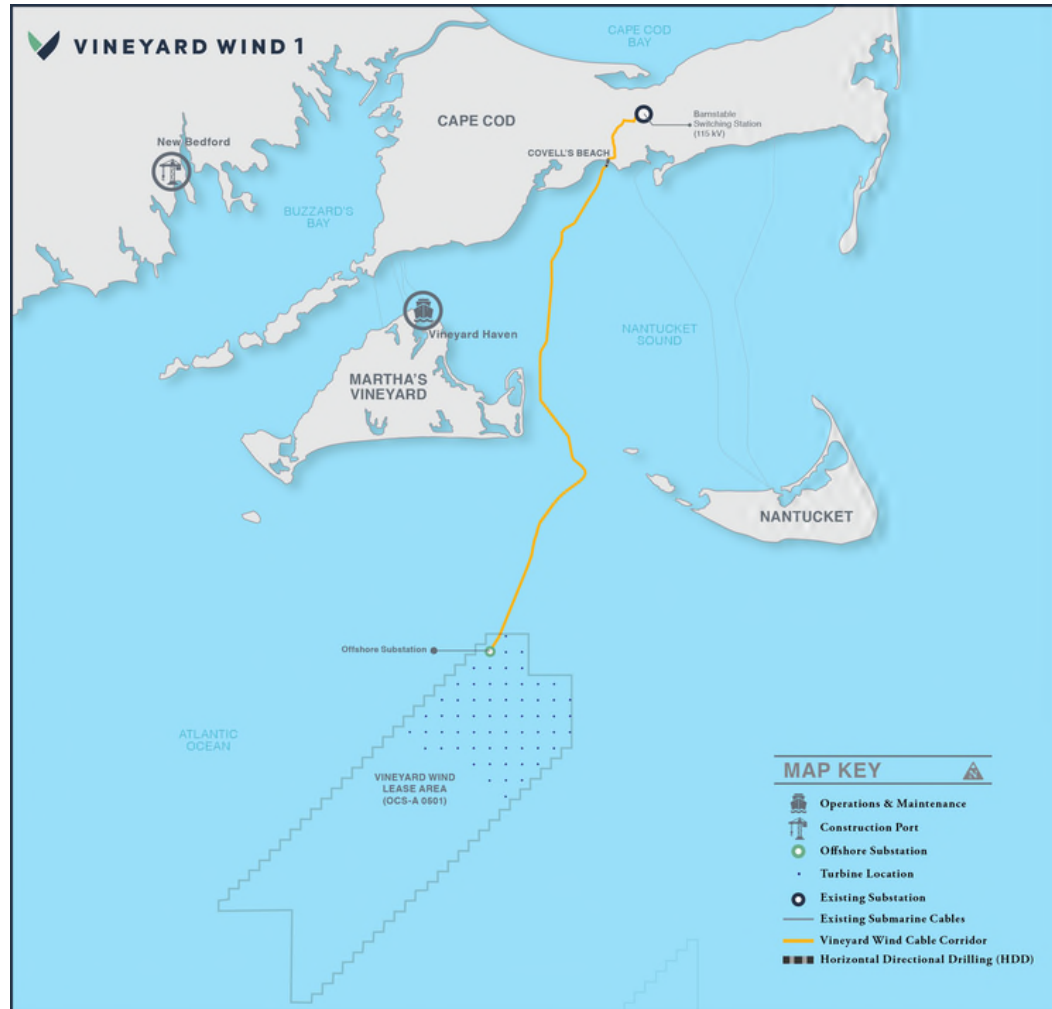 VINEYARD WIND 1
CAPE COD
BAY
CAPE COD
Barnstable
Switching Station
(115 kV)
New Bedford
COVELL'S BEACH
BUZZARD'S
BAY
Vineyard Haven
NANTUCKET
SOUND
MARTHA'S
VINEYARD
NANTUCKET
Offshore Substation
ATLANTIC
OCEAN
VINEYARD WIND
LEASE AREA
(OCS-A 0501)
MAP KEY
N
Operations & Maintenance
Construction Port
Offshore Substation
Turbine Location
Existing Substation
Existing Submarine Cables
Vineyard Wind Cable Corridor
Horizontal Directional Drilling (HDD)